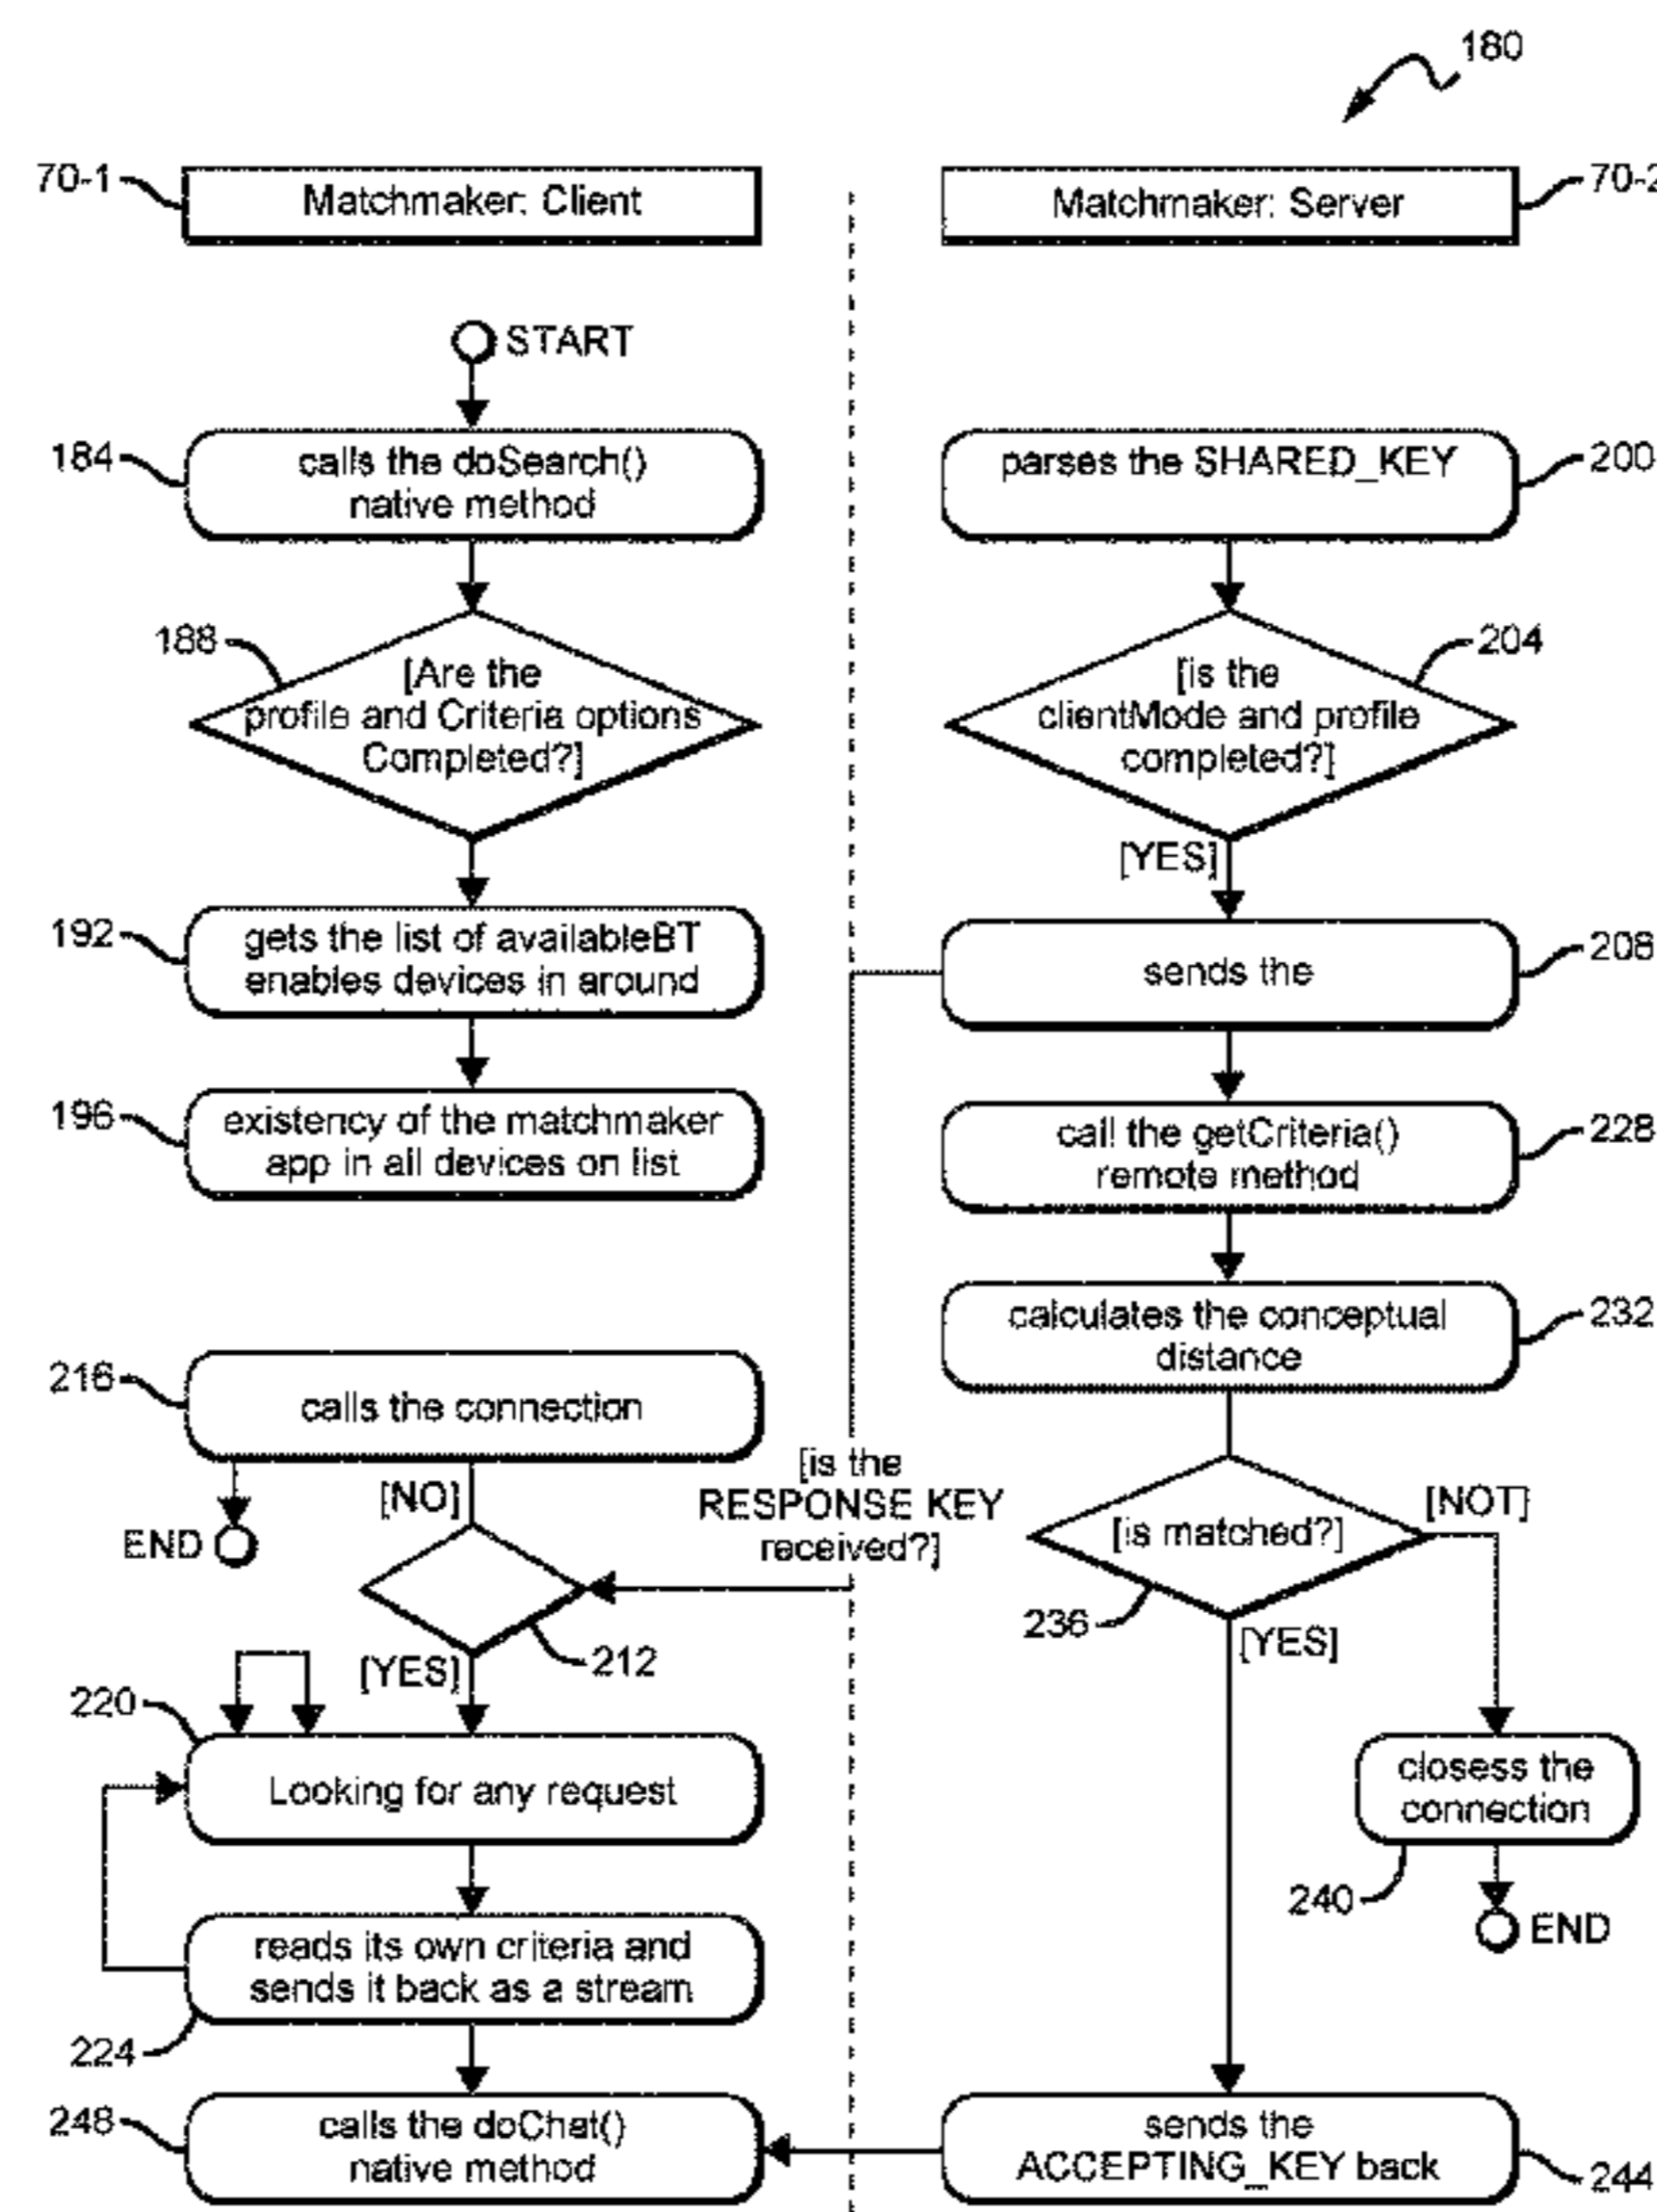 180
70-1
Matchmaker: Client
Matchmaker: Server
70-2
START
184
calls the doSearch()
native method
parses the SHARED_KEY
200
188
[Are the
profile and Criteria options
Completed?]
[is the
clientMode and profile
completed?]
204
[YES]
192
gets the list of availableBT
enables devices in around
sends the
208
196
existency of the matchmaker
app in all devices on list
call the getCriteria()
remote method
228
calculates the conceptual
distance
232
216
calls the connection
[NO]
END
[is the
RESPONSE KEY
received?]
212
[YES]
[is matched?]
[NOT]
236
[YES]
220
Looking for any request
closess the
connection
240
END
reads its own criteria and
sends it back as a stream
224
248
calls the doChat()
native method
sends the
ACCEPTING_KEY back
244